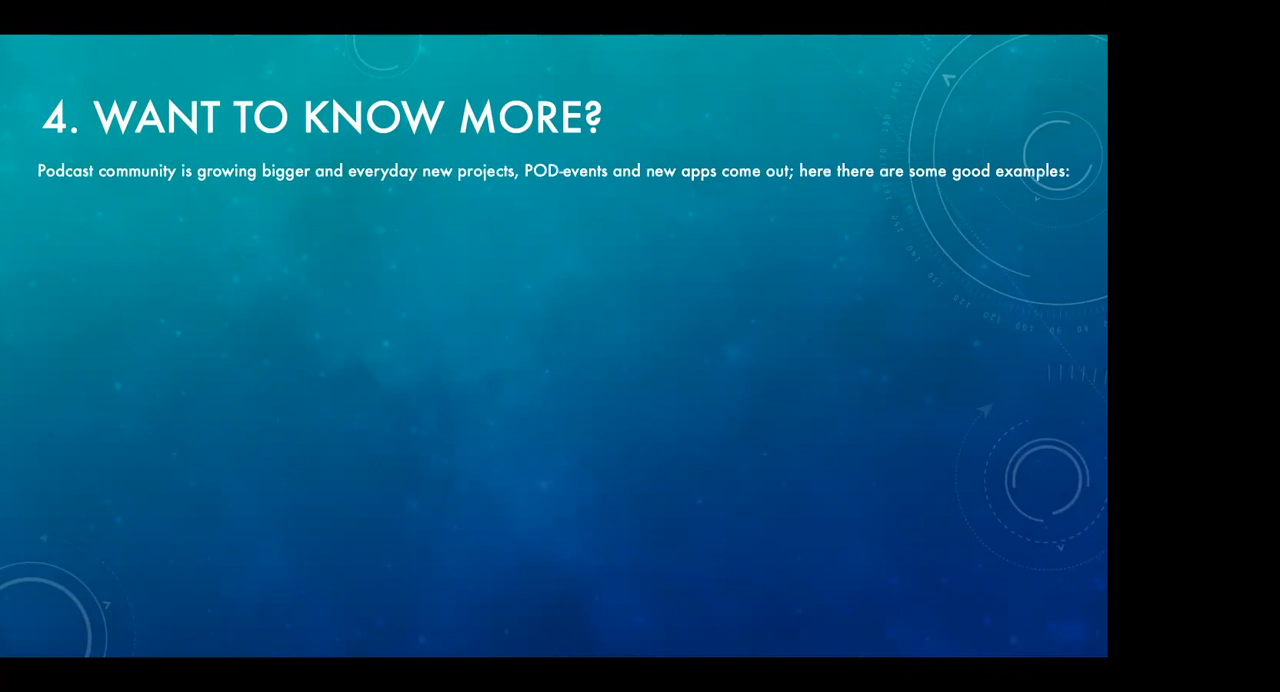 4. WANT TO KNOW MORE?
Podcast community is growing bigger and everyday new projects, POD-events and new apps come out; here there are some good examples: